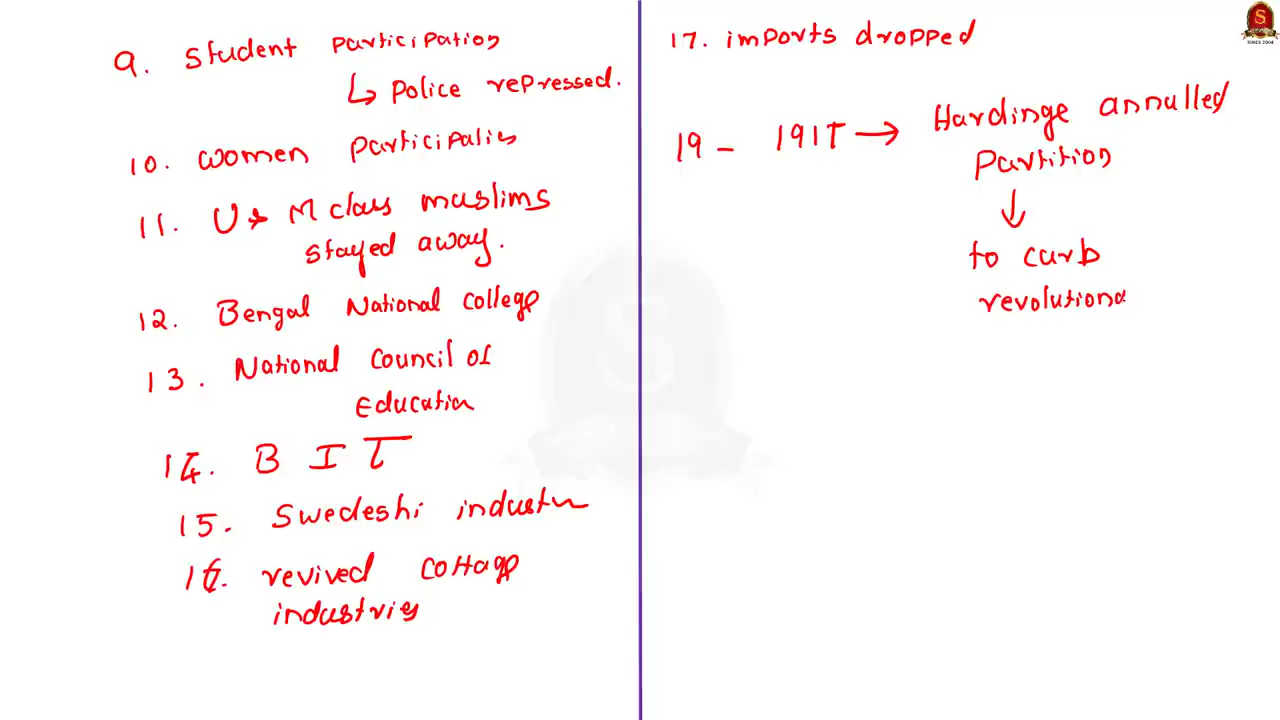 9. Student participation
↳ Police repressed.
10. women participation
11. U & M class muslims
stayed away.
12. Bengal National College
13. National Council of
Education
14. B I T
15. Swedeshi industry
16. revived cottage
industries
17. imports dropped
19 - 1911 → Hardinge annulled
Partition
↓
to curb
revolutiona
S
SINCE 2004